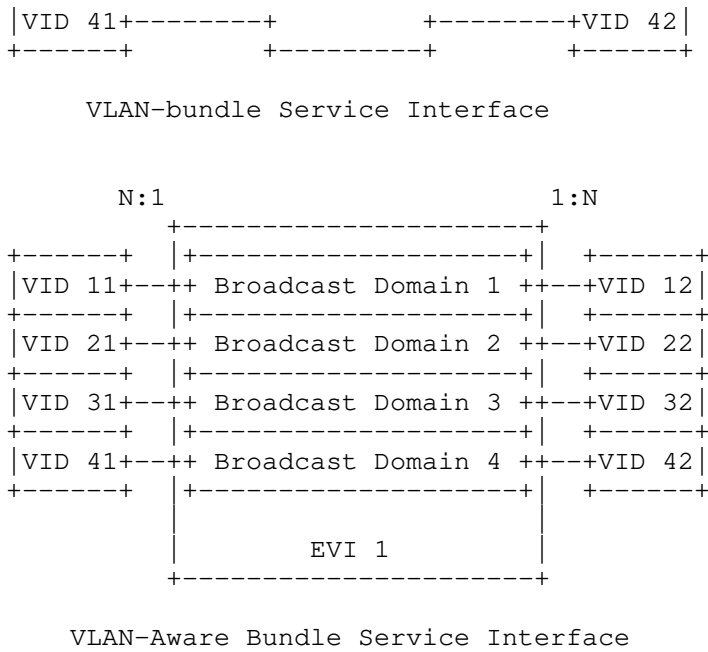 |VID 41+--------+          +--------+VID 42|
+------+        +---------+         +------+
VLAN-bundle Service Interface
N:1                         1:N
+----------------------+
+------+  |+--------------------+|  +------+
|VID 11+--++ Broadcast Domain 1 ++--+VID 12|
+------+  |+--------------------+|  +------+
|VID 21+--++ Broadcast Domain 2 ++--+VID 22|
+------+  |+--------------------+|  +------+
|VID 31+--++ Broadcast Domain 3 ++--+VID 32|
+------+  |+--------------------+|  +------+
|VID 41+--++ Broadcast Domain 4 ++--+VID 42|
+------+  |+--------------------+|  +------+
|                      |
|        EVI 1         |
+----------------------+
VLAN-Aware Bundle Service Interface